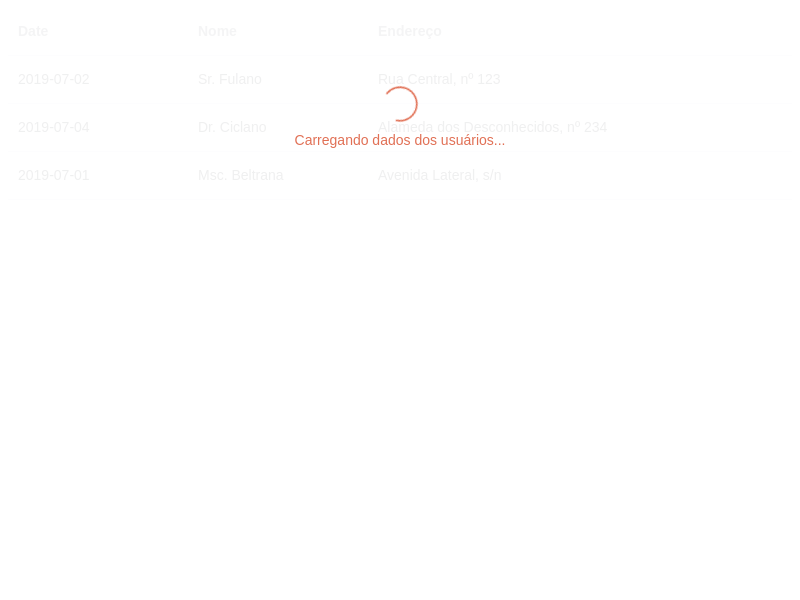 Date Nome Endereço
2019-07-02 Sr. Fulano Rua Central, nº 123
2019-07-04 Dr. Ciclano Alameda dos Desconhecidos, nº 234
Carregando dados dos usuários...
2019-07-01 Msc. Beltrana Avenida Lateral, s/n